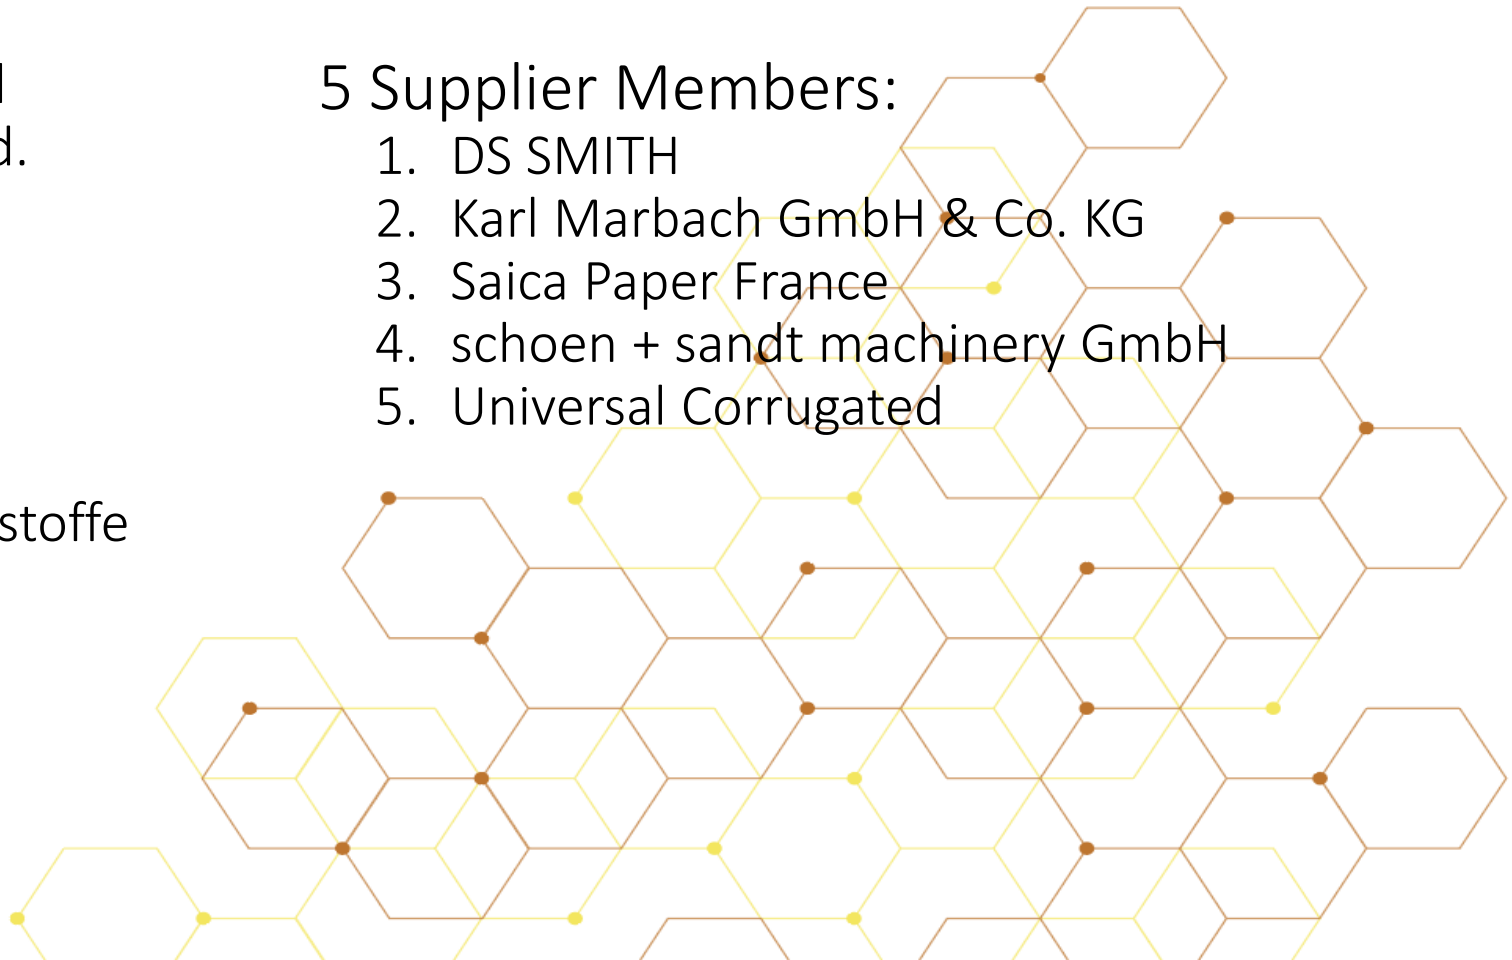 d.
5 Supplier Members:
1. DS SMITH
2. Karl Marbach GmbH & Co. KG
3. Saica Paper France
4. schoen + sandt machinery GmbH
5. Universal Corrugated
stoffe